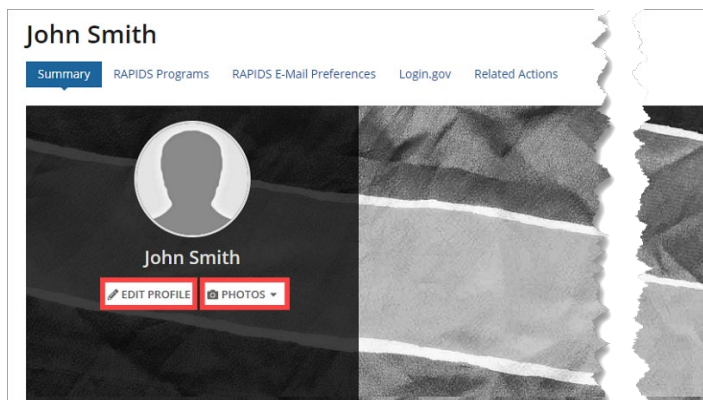 John Smith
Summary RAPIDS Programs RAPIDS E-Mail Preferences Login.gov Related Actions
John Smith
EDIT PROFILE PHOTOS